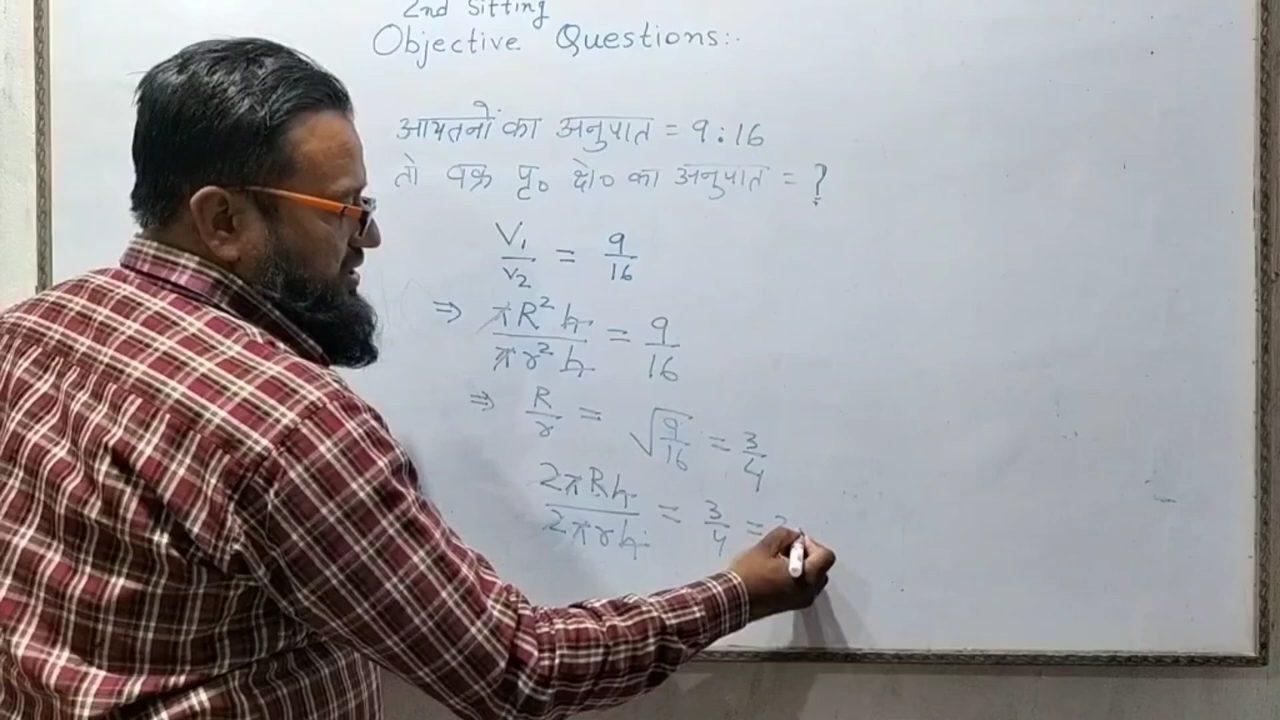 2nd Sitting
Objective Questions:-
आयतनों का अनुपात = 9:16
तो वक्र पृ० क्षे० का अनुपात = ?
V₁/V₂ = 9/16
⇒ πR²h/πr²h = 9/16
⇒ R/r = √(9/16) = 3/4
2πRh/2πrh = 3/4 = 3